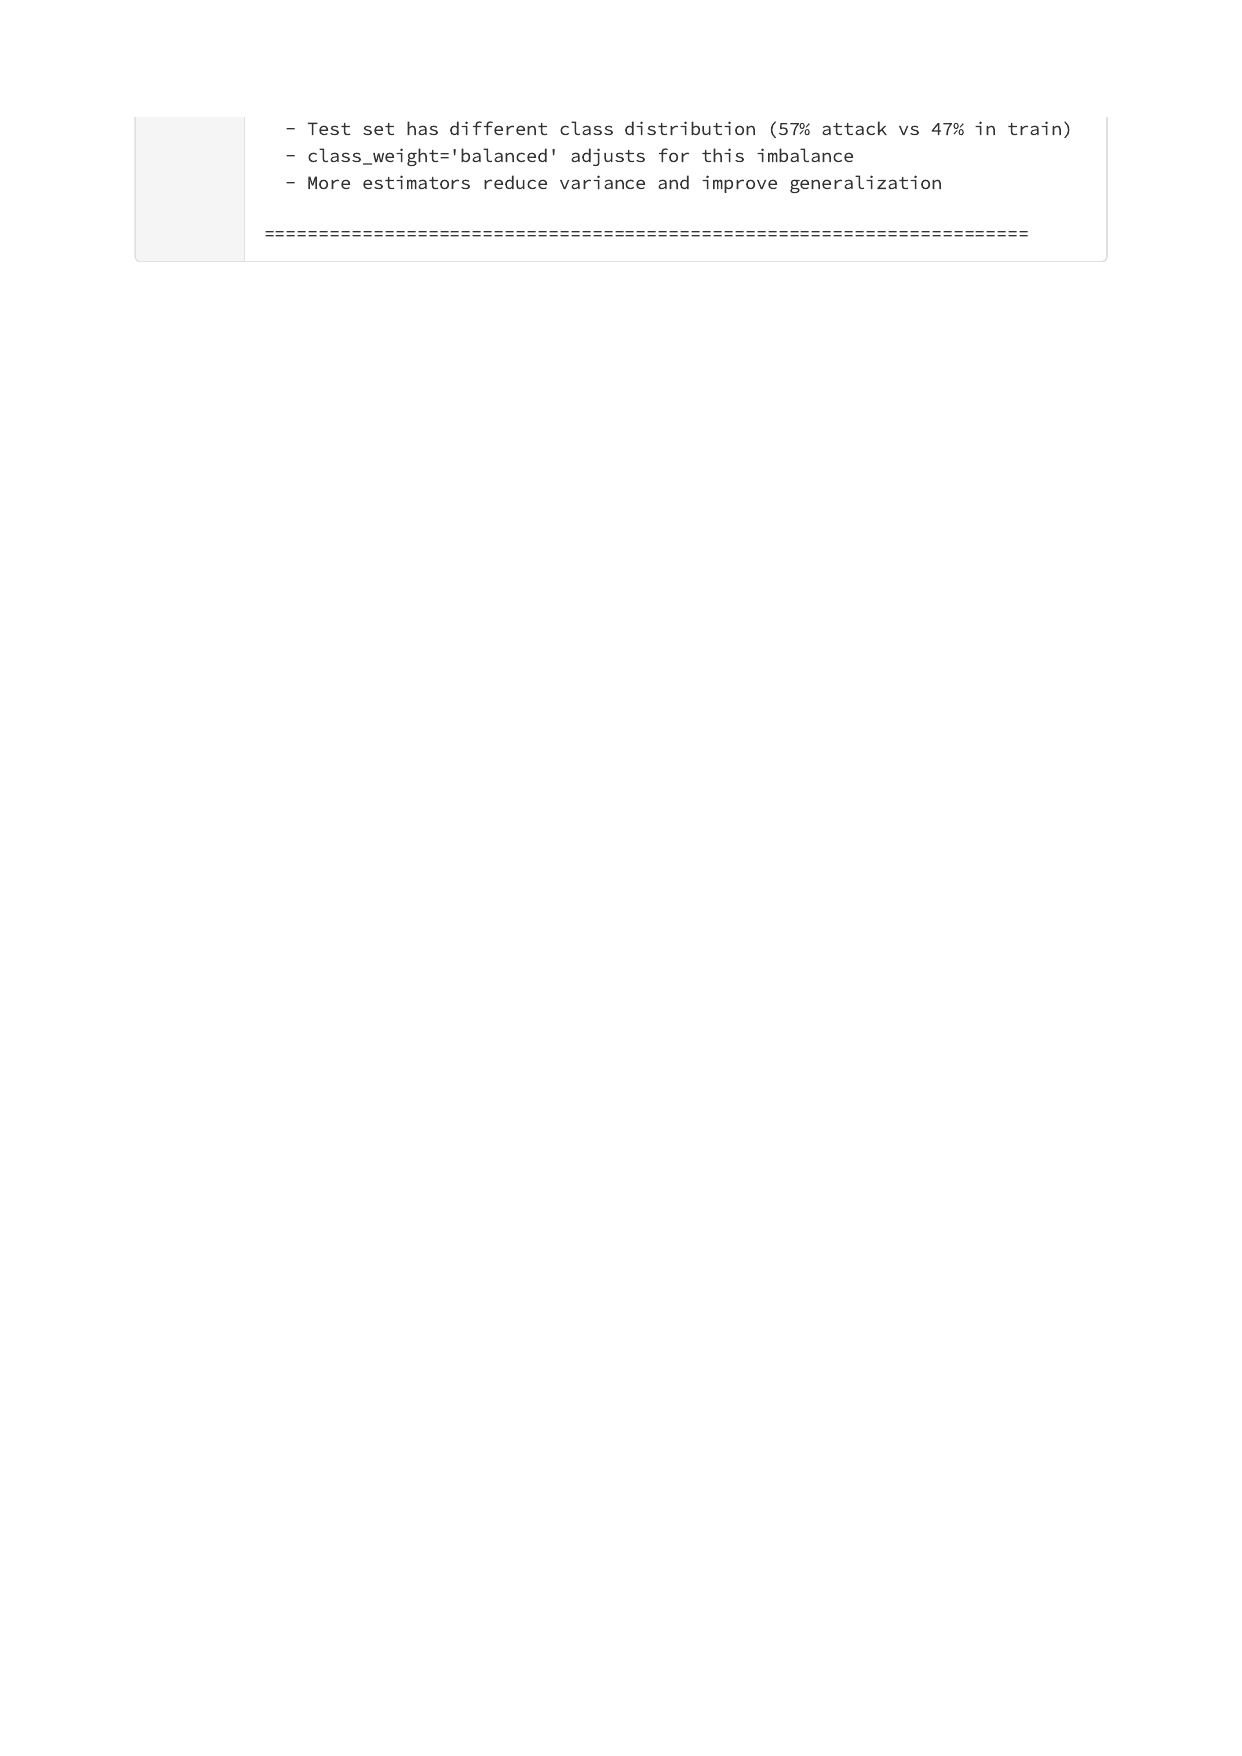 - Test set has different class distribution (57% attack vs 47% in train)
- class_weight='balanced' adjusts for this imbalance
- More estimators reduce variance and improve generalization
======================================================================